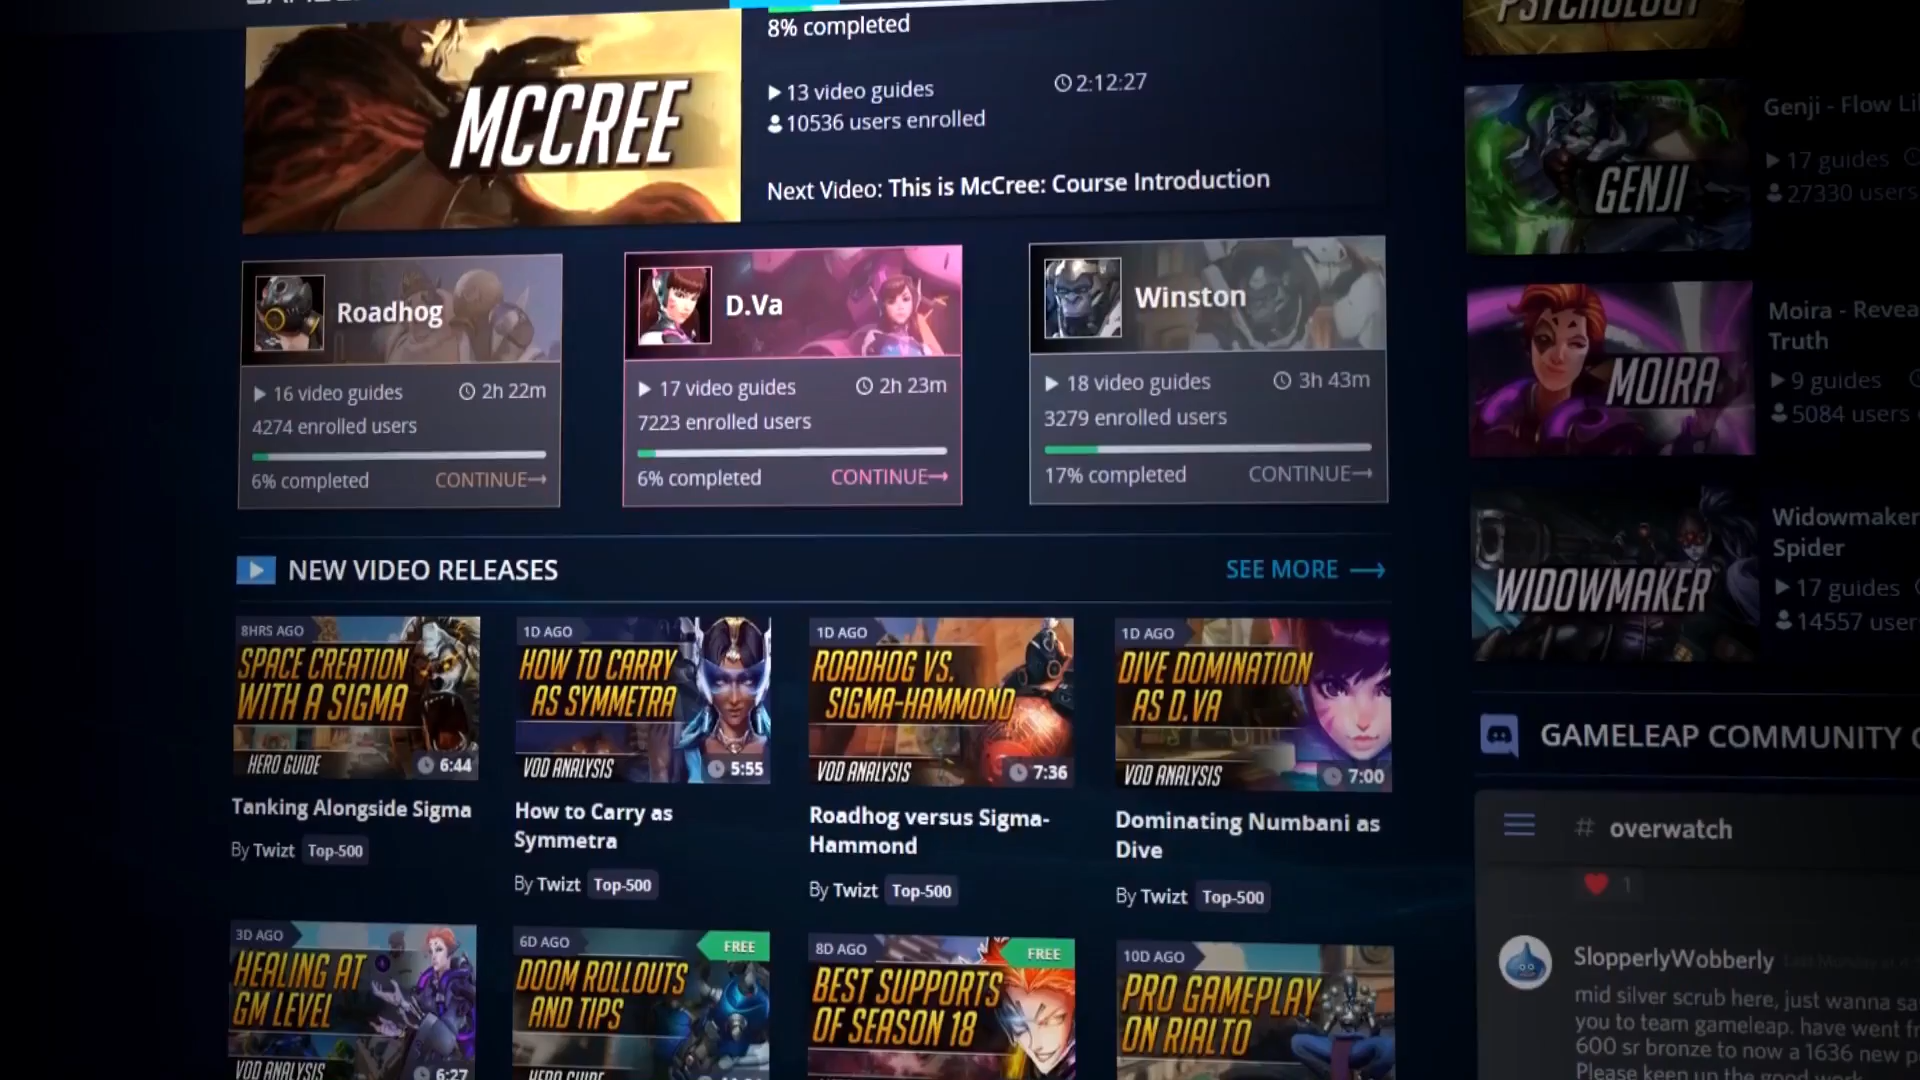 8% completed
MCCREE
13 video guides
2:12:27
10536 users enrolled
Next Video: This is McCree: Course Introduction
Roadhog
16 video guides
2h 22m
4274 enrolled users
6% completed
CONTINUE
D.Va
17 video guides
2h 23m
7223 enrolled users
6% completed
CONTINUE
Winston
18 video guides
3h 43m
3279 enrolled users
17% completed
CONTINUE
NEW VIDEO RELEASES
SEE MORE
8HRS AGO
SPACE CREATION
WITH A SIGMA
HERO GUIDE
6:44
Tanking Alongside Sigma
By Twizt Top-500
1D AGO
HOW TO CARRY
AS SYMMETRA
VOD ANALYSIS
5:55
How to Carry as
Symmetra
By Twizt Top-500
1D AGO
ROADHOG VS.
SIGMA-HAMMOND
VOD ANALYSIS
7:36
Roadhog versus Sigma-
Hammond
By Twizt Top-500
1D AGO
DIVE DOMINATION
AS D.VA
VOD ANALYSIS
7:00
Dominating Numbani as
Dive
By Twizt Top-500
3D AGO
HEALING AT
GM LEVEL
VOD ANALYSIS
6:27
6D AGO
FREE
DOOM ROLLOUTS
AND TIPS
HERO GUIDE
8D AGO
FREE
BEST SUPPORTS
OF SEASON 18
10D AGO
PRO GAMEPLAY
ON RIALTO
PSYCHOLOGY
GENJI
Genji - Flow
17 guides
27330 users
MOIRA
Moira -
Truth
9 guides
5084 users
WIDOWMAKER
Widowmaker
Spider
17 guides
14557
GAMELEAP COMMUNITY
# overwatch
1
SlopperlyWobberly
mid silver scrub here, just wanna
you to team gameleap. have went
600 sr bronze to now a 1636 new
Please keep up the good work